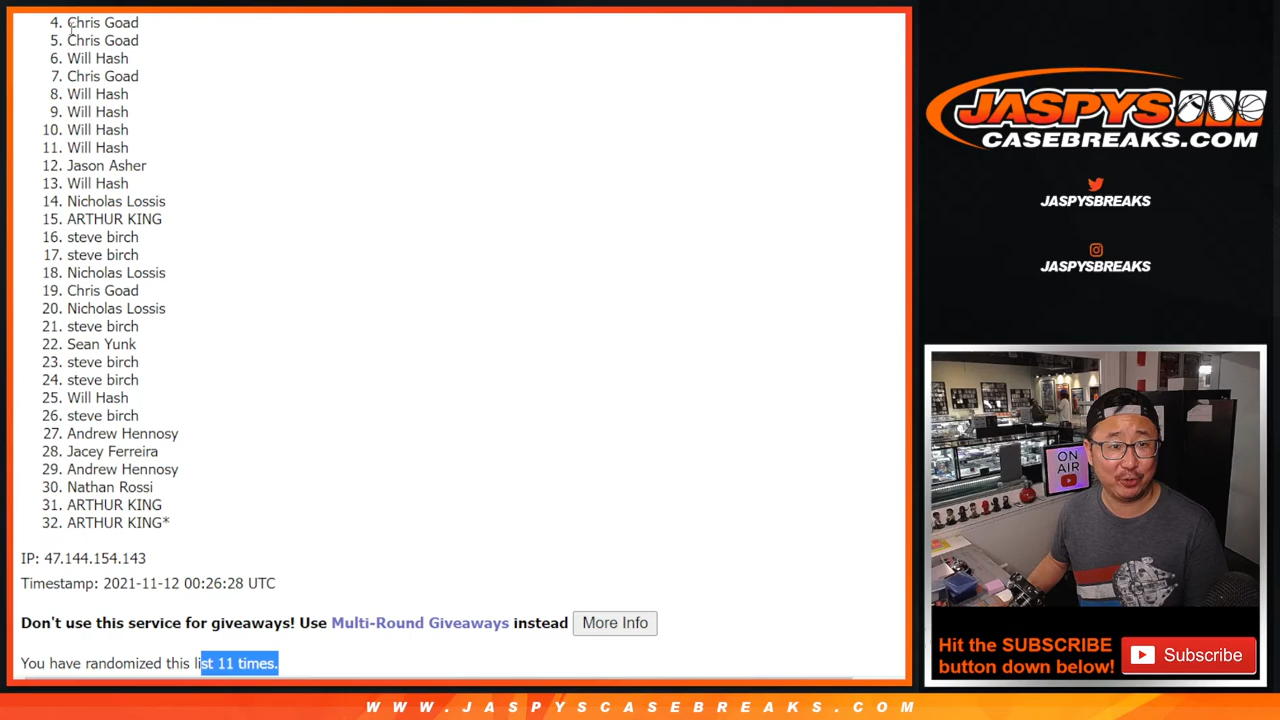 4. Chris Goad
5. Chris Goad
6. Will Hash
7. Chris Goad
8. Will Hash
9. Will Hash
10. Will Hash
11. Will Hash
12. Jason Asher
13. Will Hash
14. Nicholas Lossis
15. ARTHUR KING
16. steve birch
17. steve birch
18. Nicholas Lossis
19. Chris Goad
20. Nicholas Lossis
21. steve birch
22. Sean Yunk
23. steve birch
24. steve birch
25. Will Hash
26. steve birch
27. Andrew Hennosy
28. Jacey Ferreira
29. Andrew Hennosy
30. Nathan Rossi
31. ARTHUR KING
32. ARTHUR KING*
IP: 47.144.154.143
Timestamp: 2021-11-12 00:26:28 UTC
Don't use this service for giveaways! Use Multi-Round Giveaways instead More Info
You have randomized this list 11 times.
JASPYS
CASEBREAKS.COM
JASPYSBREAKS
JASPYSBREAKS
ON
AIR
Hit the SUBSCRIBE
button down below!
Subscribe
WWW.JASPYSCASEBREAKS.COM